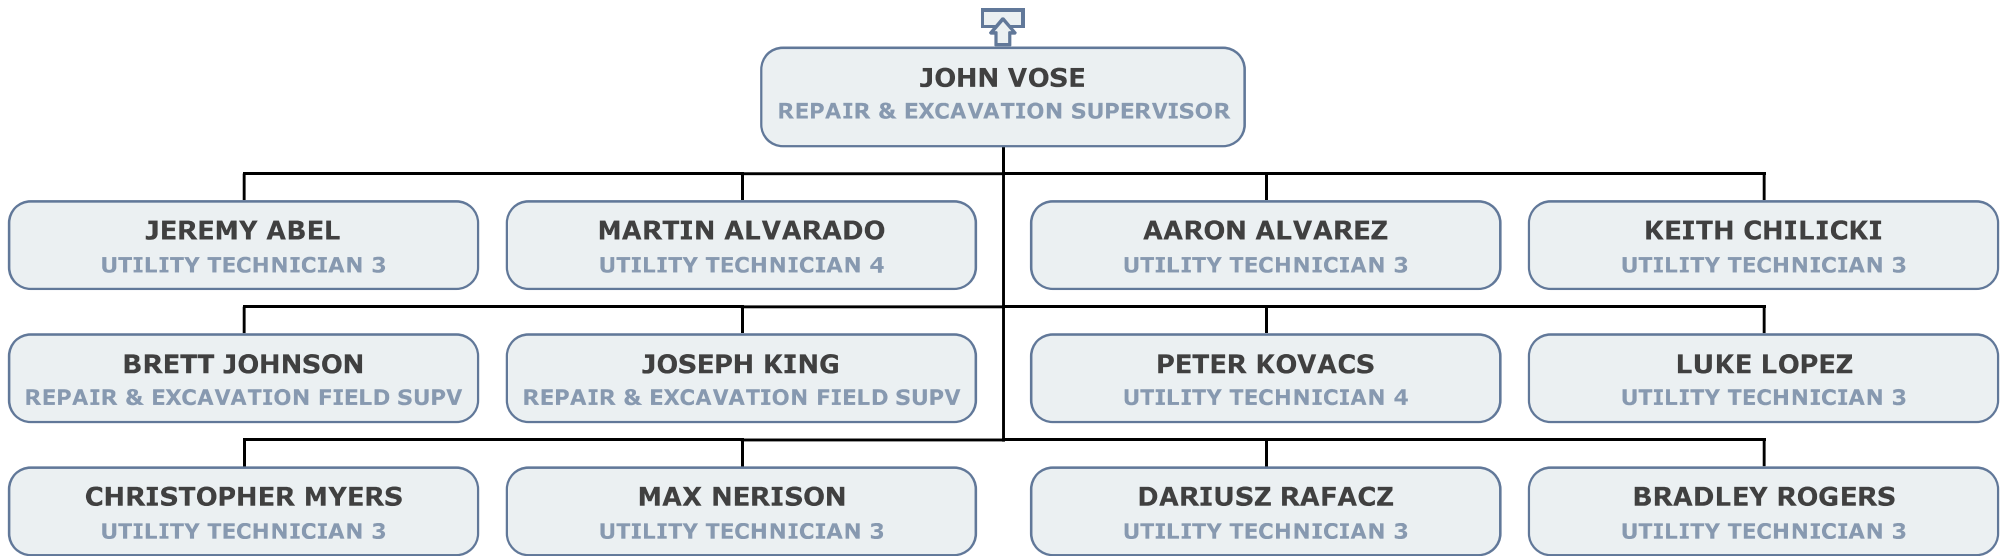 JOHN VOSE
REPAIR & EXCAVATION SUPERVISOR
JEREMY ABEL
UTILITY TECHNICIAN 3
MARTIN ALVARADO
UTILITY TECHNICIAN 4
AARON ALVAREZ
UTILITY TECHNICIAN 3
KEITH CHILICKI
UTILITY TECHNICIAN 3
BRETT JOHNSON
REPAIR & EXCAVATION FIELD SUPV
JOSEPH KING
REPAIR & EXCAVATION FIELD SUPV
PETER KOVACS
UTILITY TECHNICIAN 4
LUKE LOPEZ
UTILITY TECHNICIAN 3
CHRISTOPHER MYERS
UTILITY TECHNICIAN 3
MAX NERISON
UTILITY TECHNICIAN 3
DARIUSZ RAFACZ
UTILITY TECHNICIAN 3
BRADLEY ROGERS
UTILITY TECHNICIAN 3